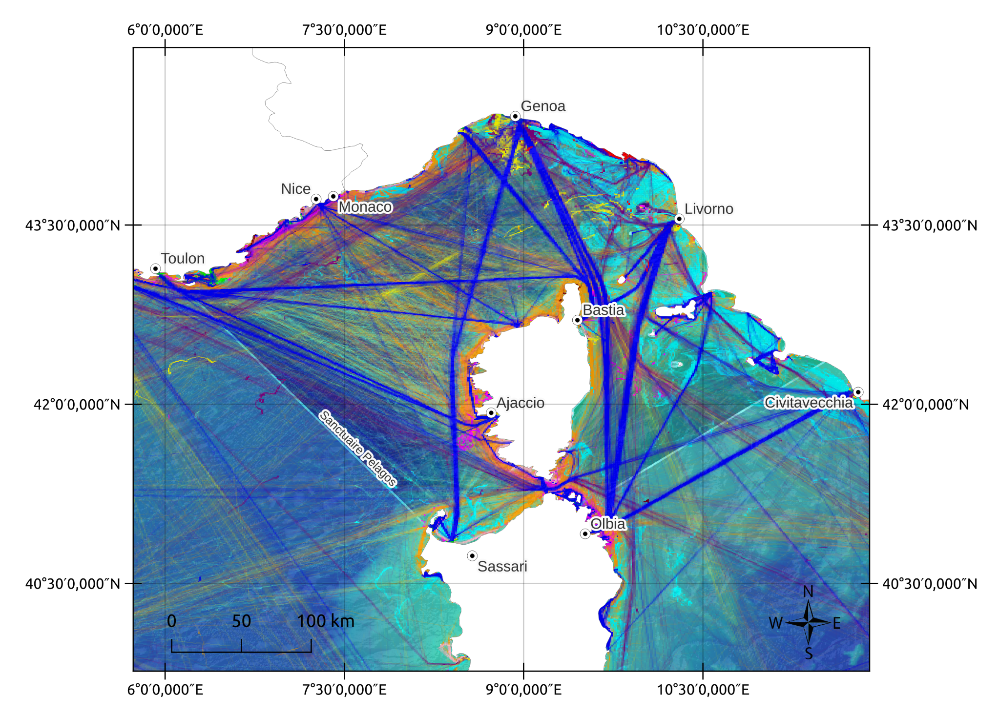 6°0′0,000″E 7°30′0,000″E 9°0′0,000″E 10°30′0,000″E
Genoa
Nice
Monaco
Livorno
43°30′0,000″N 43°30′0,000″N
Toulon
Bastia
Ajaccio
Civitavecchia
42°0′0,000″N 42°0′0,000″N
Sanctuaire Pelagos
Olbia
Sassari
40°30′0,000″N 40°30′0,000″N
N
W E
S
0 50 100 km
6°0′0,000″E 7°30′0,000″E 9°0′0,000″E 10°30′0,000″E